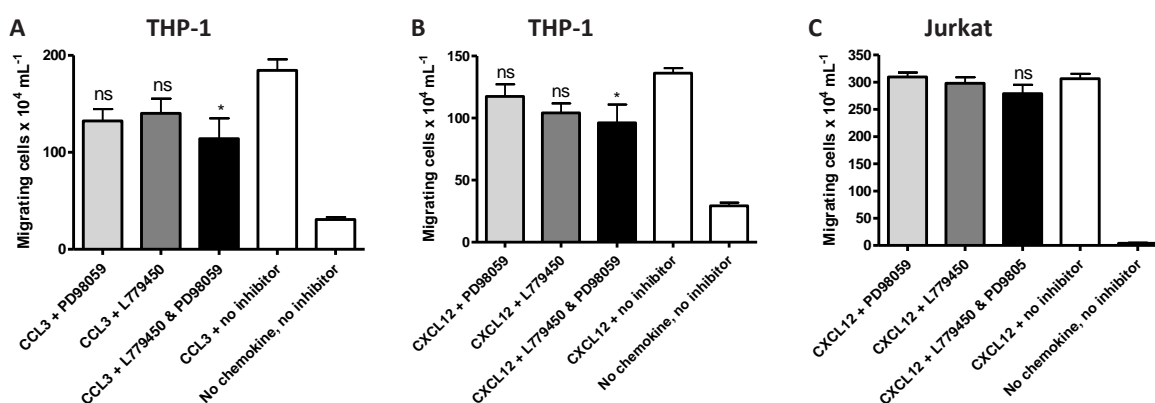 A THP-1
Migrating cells x 10⁴ mL⁻¹
200
100
0
ns
ns
*
CCL3 + PD98059
CCL3 + L779450
CCL3 + L779450 & PD98059
CCL3 + no inhibitor
No chemokine, no inhibitor
B THP-1
Migrating cells x 10⁴ mL⁻¹
150
100
50
0
ns
ns
*
CXCL12 + PD98059
CXCL12 + L779450
CXCL12 + L779450 & PD98059
CXCL12 + no inhibitor
No chemokine, no inhibitor
C Jurkat
Migrating cells x 10⁴ mL⁻¹
350
300
250
200
150
100
50
0
ns
CXCL12 + PD98059
CXCL12 + L779450
CXCL12 + L779450 & PD9805
CXCL12 + no inhibitor
No chemokine, no inhibitor